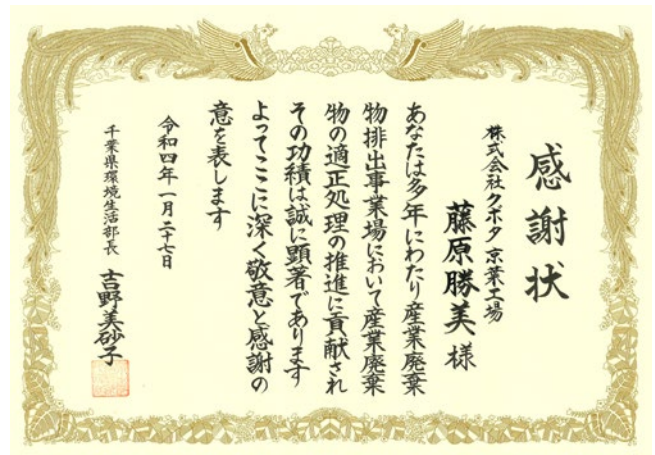 感謝状
株式会社クボタ京葉工場
藤原勝美様
あなたは多年にわたり産業廃棄
物排出事業場において産業廃棄
物の適正処理の推進に貢献され
その功績は誠に顕著であります
よってここに深く敬意と感謝の
意を表します
令和四年一月二十七日
千葉県環境生活部長 吉野美砂子